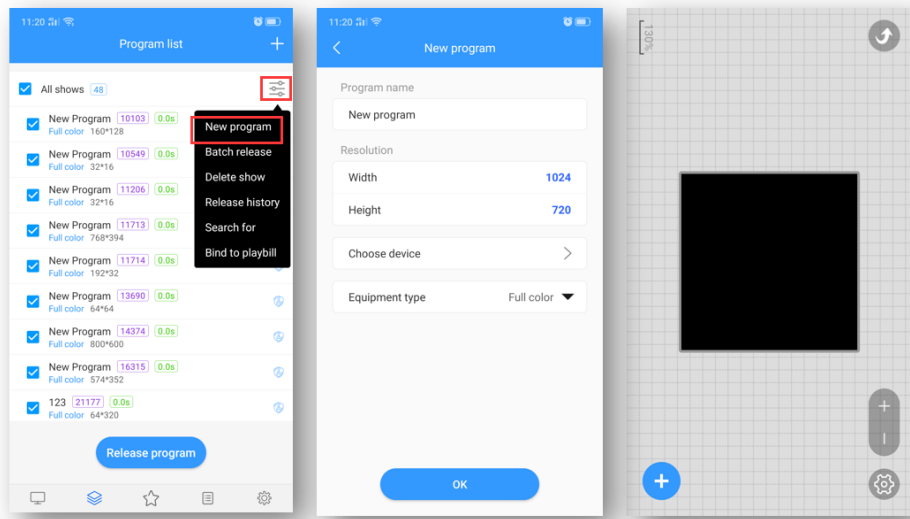 11:20
Program list
All shows 48
New Program 10103 0.0s
Full color 160*128
New Program 10549 0.0s
Full color 32*16
New Program 11206 0.0s
Full color 32*16
New Program 11713 0.0s
Full color 768*394
New Program 11714 0.0s
Full color 192*32
New Program 13690 0.0s
Full color 64*64
New Program 14374 0.0s
Full color 800*600
New Program 16315 0.0s
Full color 574*352
123 21177 0.0s
Full color 64*320
New program
Batch release
Delete show
Release history
Search for
Bind to playbill
Release program
11:20
New program
Program name
New program
Resolution
Width 1024
Height 720
Choose device
Equipment type Full color
OK
130%